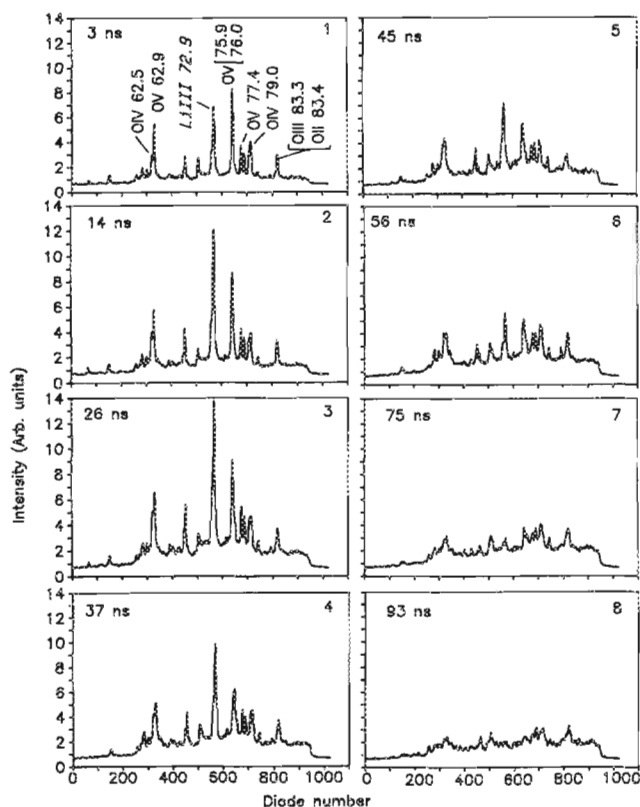 3 ns 1
OIV 62.5
OV 62.9
LiIII 72.9
OV [75.9
76.0
OV 77.4
OIV 79.0
[OIII 83.3
OII 83.4]
14 12 10 8 6 4 2 0
45 ns 5
14 ns 2
14 12 10 8 6 4 2 0
56 ns 6
26 ns 3
14 12 10 8 6 4 2 0
75 ns 7
37 ns 4
14 12 10 8 6 4 2 0
93 ns 8
Intensity (Arb. units)
0 200 400 600 800 1000
200 400 600 800 1000
Diode number